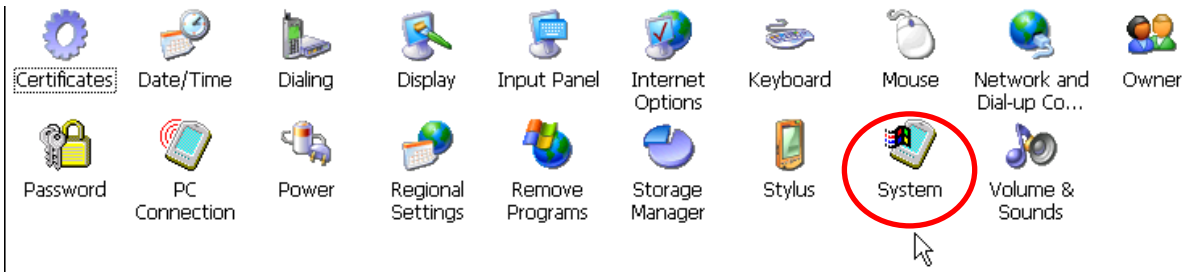 Certificates Date/Time Dialing Display Input Panel Internet Options Keyboard Mouse Network and Dial-up Co... Owner
Password PC Connection Power Regional Settings Remove Programs Storage Manager Stylus System Volume & Sounds